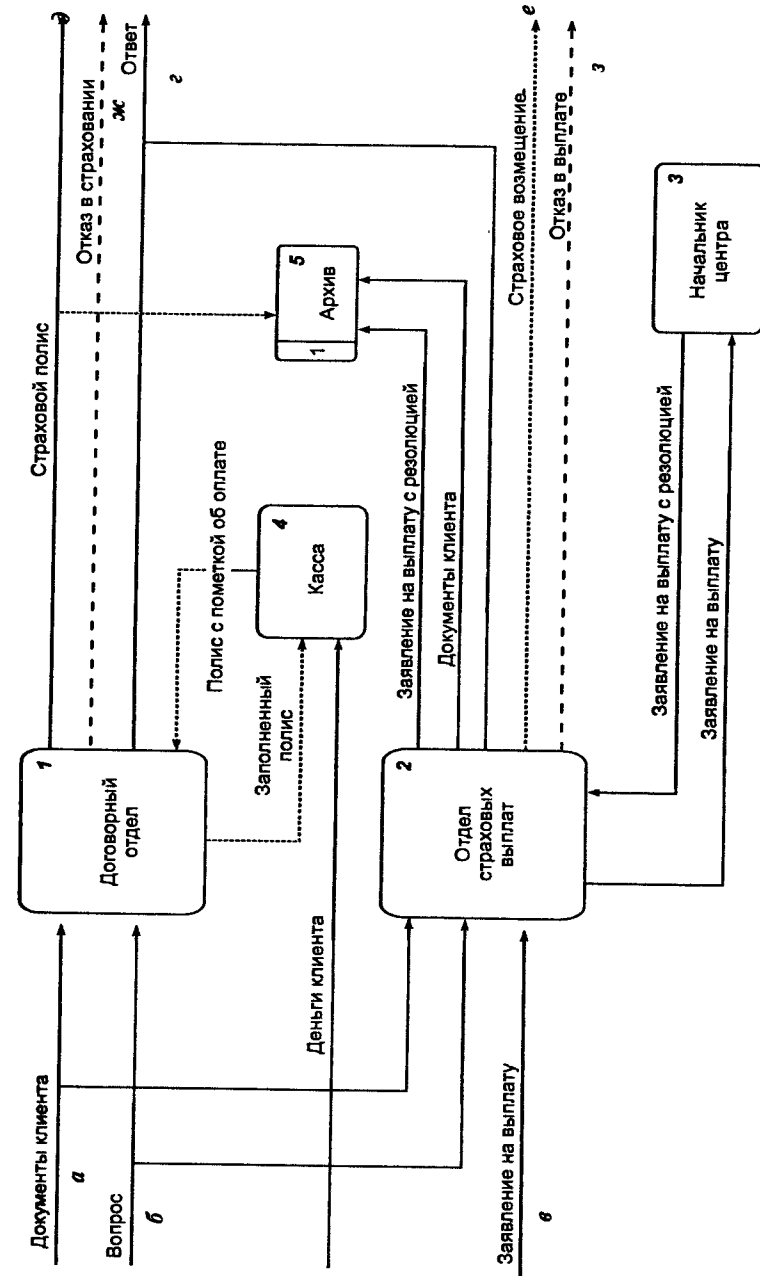 Документы клиента
а
Вопрос
б
Заявление на выплату
в
Деньги клиента
1
Договорный
отдел
Заполненный
полис
Полис с пометкой об оплате
4
Касса
2
Отдел
страховых
выплат
Страховой полис
д
Отказ в страховании
ж
Ответ
г
5
1
Архив
Заявление на выплату с резолюцией
Документы клиента
Страховое возмещение
е
Отказ в выплате
з
3
Начальник
центра
Заявление на выплату с резолюцией
Заявление на выплату